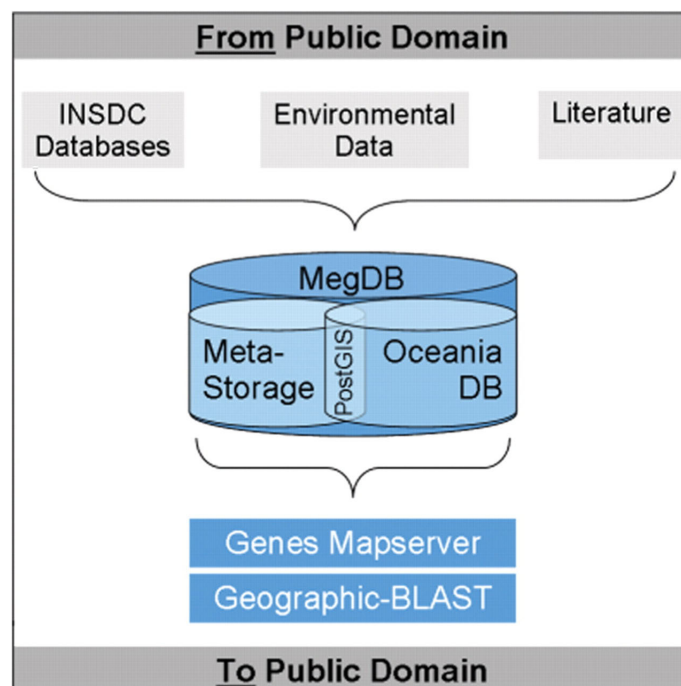 From Public Domain
INSDC
Databases
Environmental
Data
Literature
MegDB
Meta-
Storage
PostGIS
Oceania
DB
Genes Mapserver
Geographic-BLAST
To Public Domain